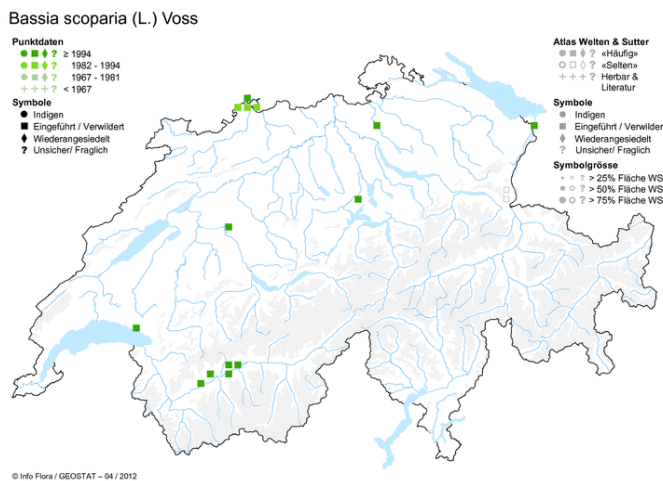 Bassia scoparia (L.) Voss
Punktdaten
? ≥ 1994
? 1982 - 1994
? 1967 - 1981
< 1967
Symbole
Indigen
Eingeführt / Verwildert
Wiederangesiedelt
? Unsicher/ Fraglich
Atlas Welten & Sutter
? «Häufig»
? «Selten»
Herbar &
Literatur
Symbole
Indigen
Eingeführt / Verwilder
Wiederangesiedelt
? Unsicher/ Fraglich
Symbolgrösse
? > 25% Fläche WS
? > 50% Fläche WS
? > 75% Fläche WS
© Info Flora / GEOSTAT – 04 / 2012